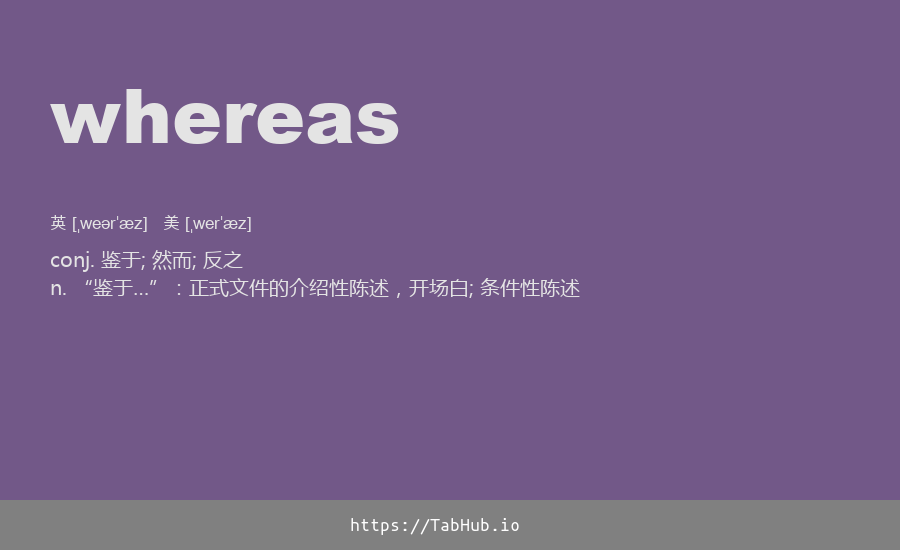 whereas
英 [ˌweərˈæz] 美 [ˌwerˈæz]
conj. 鉴于; 然而; 反之
n. “鉴于...” ：正式文件的介绍性陈述，开场白; 条件性陈述
https://TabHub.io